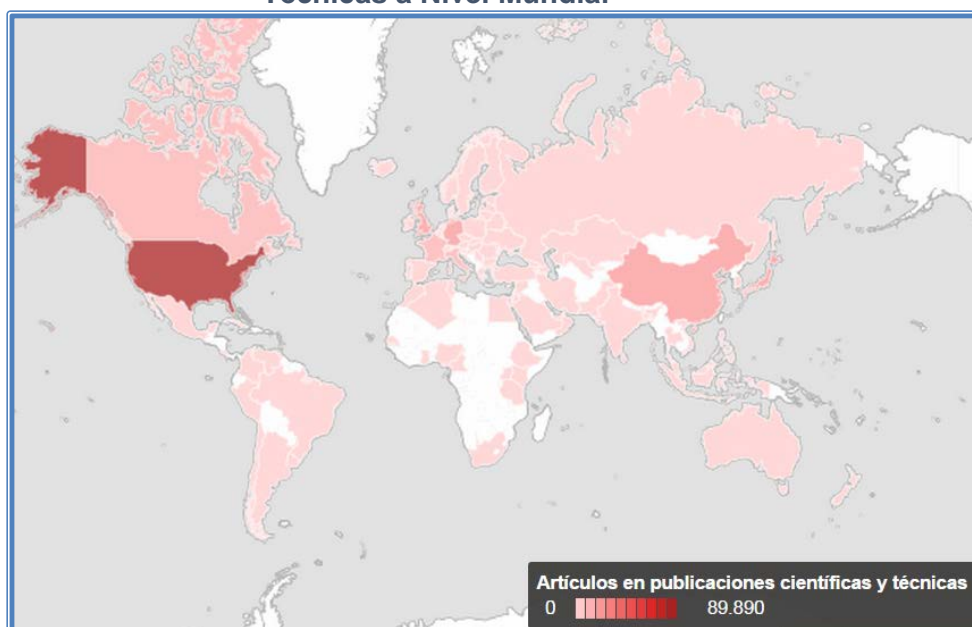 Técnicas a Nivel Mundial
Artículos en publicaciones científicas y técnicas
0 89.890